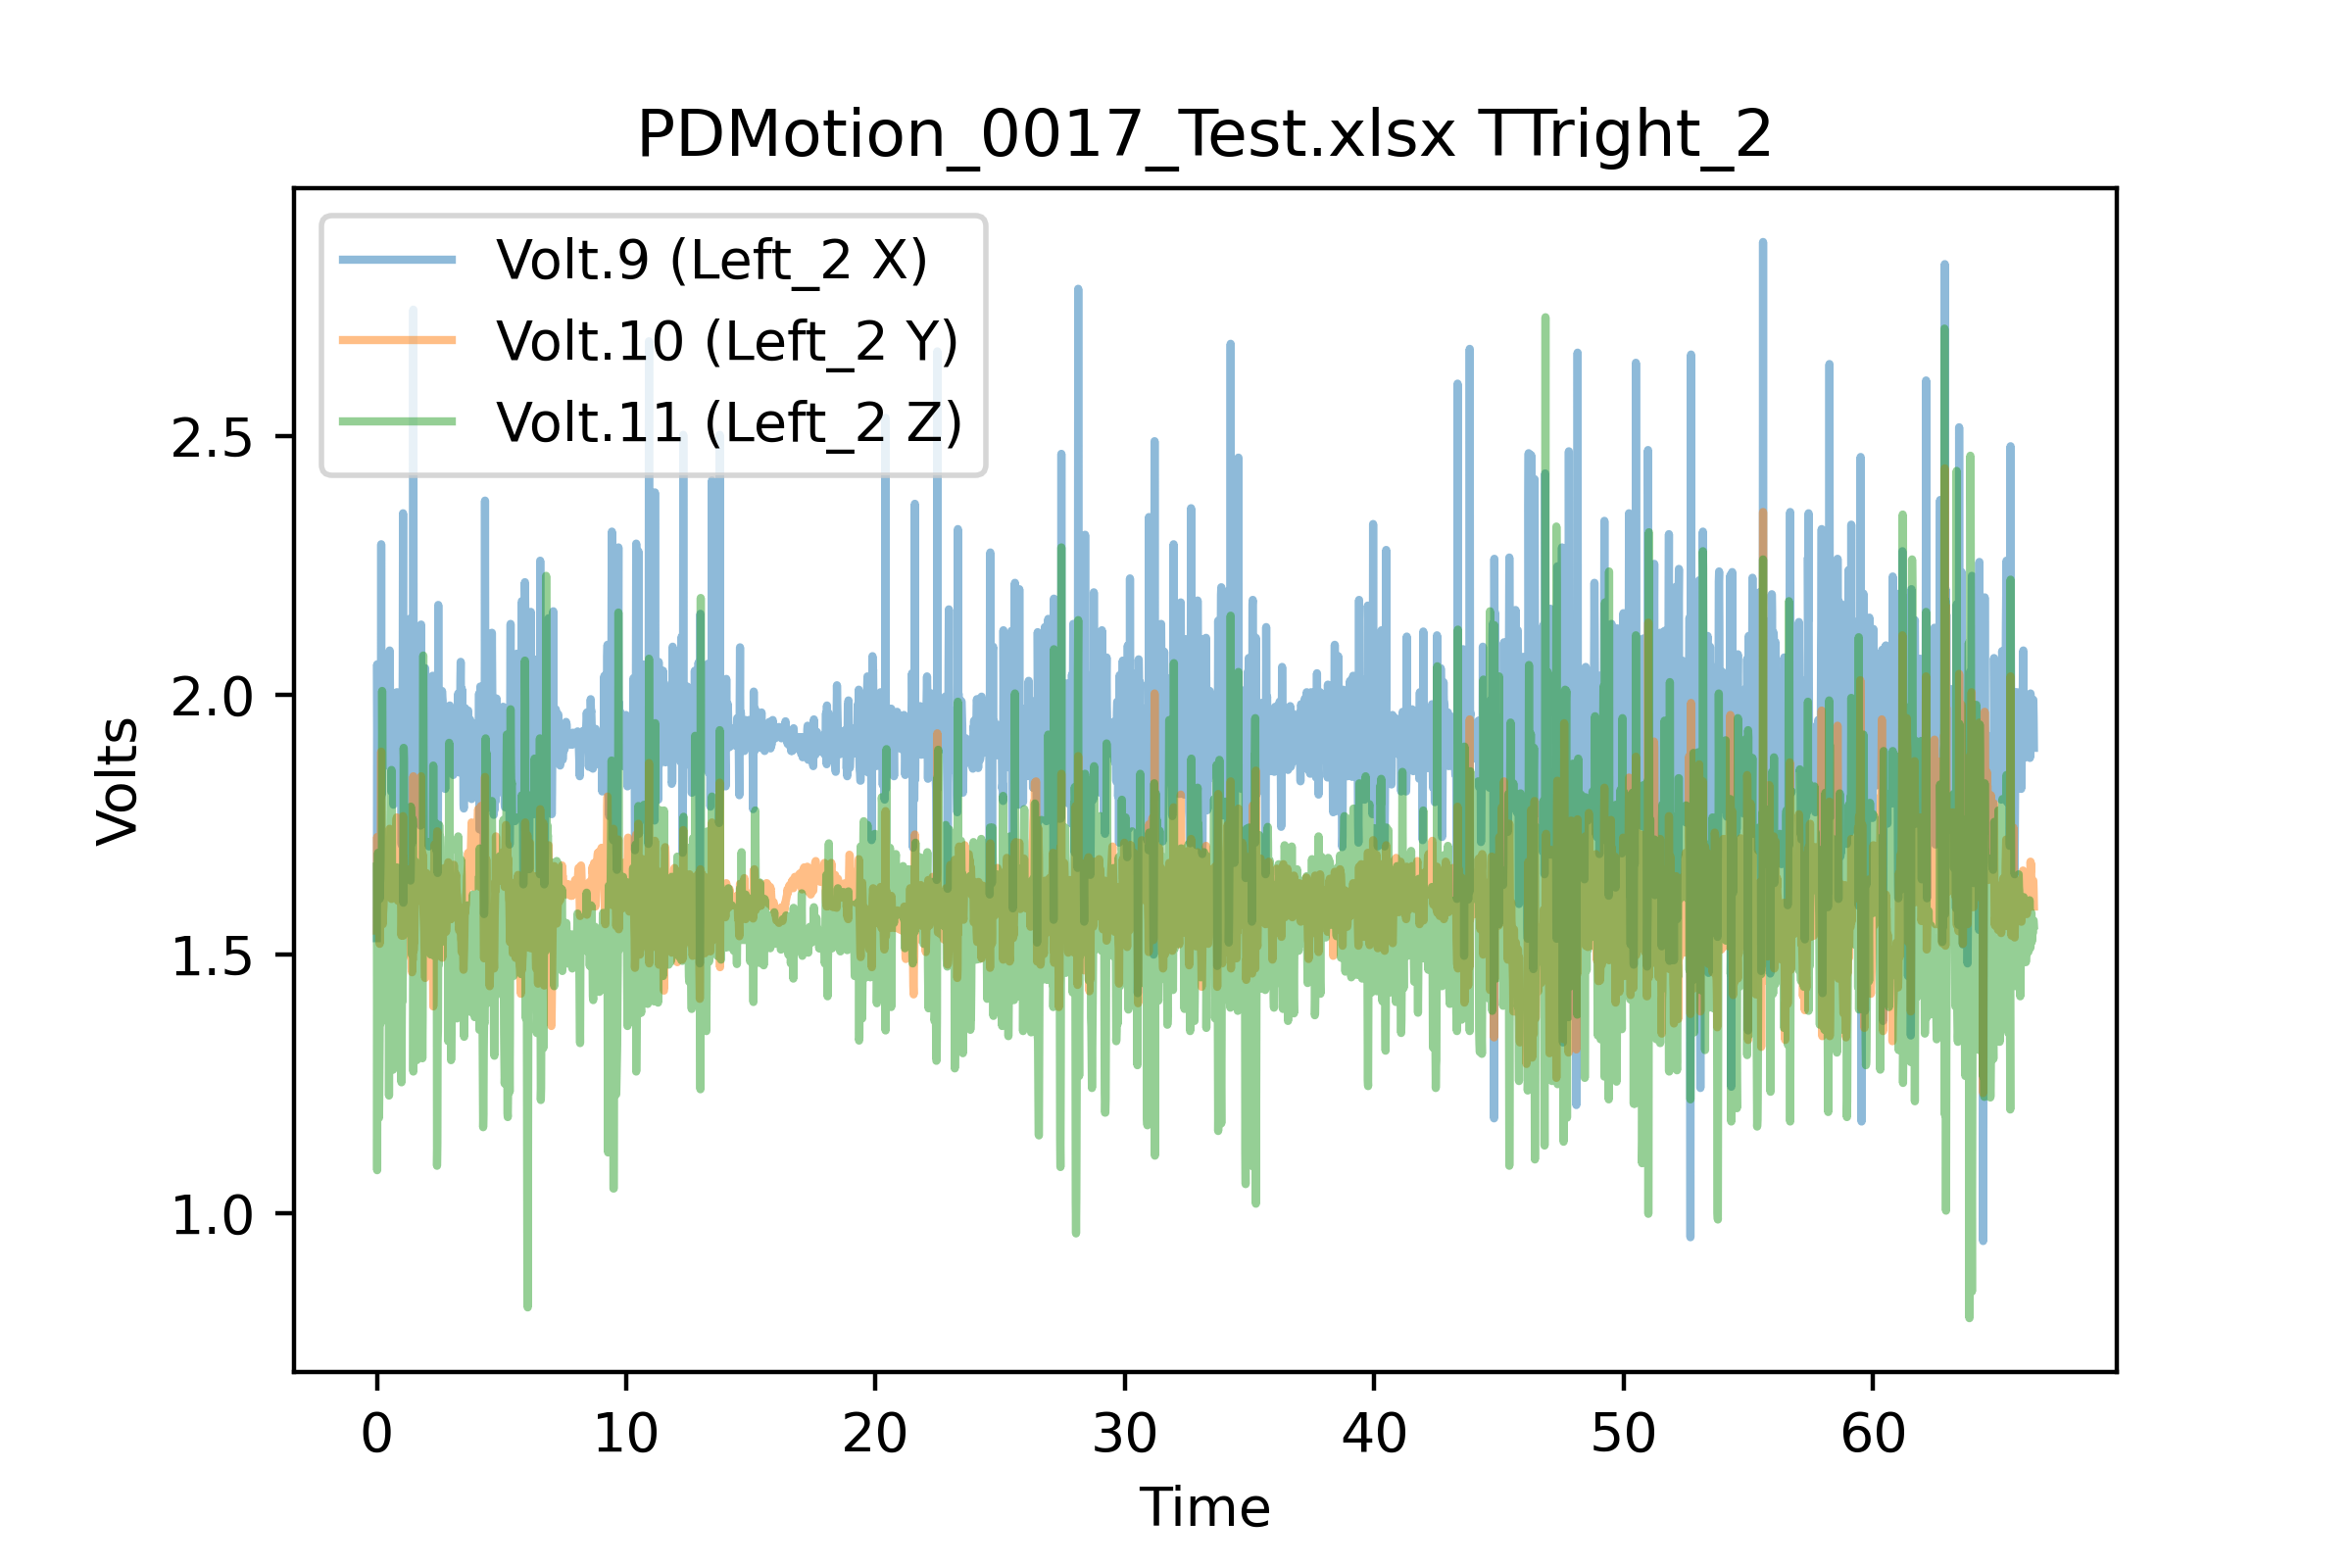 PDMotion_0017_Test.xlsx TTright_2
Volt.9 (Left_2 X)
Volt.10 (Left_2 Y)
Volt.11 (Left_2 Z)
Volts
2.5
2.0
1.5
1.0
0 10 20 30 40 50 60
Time